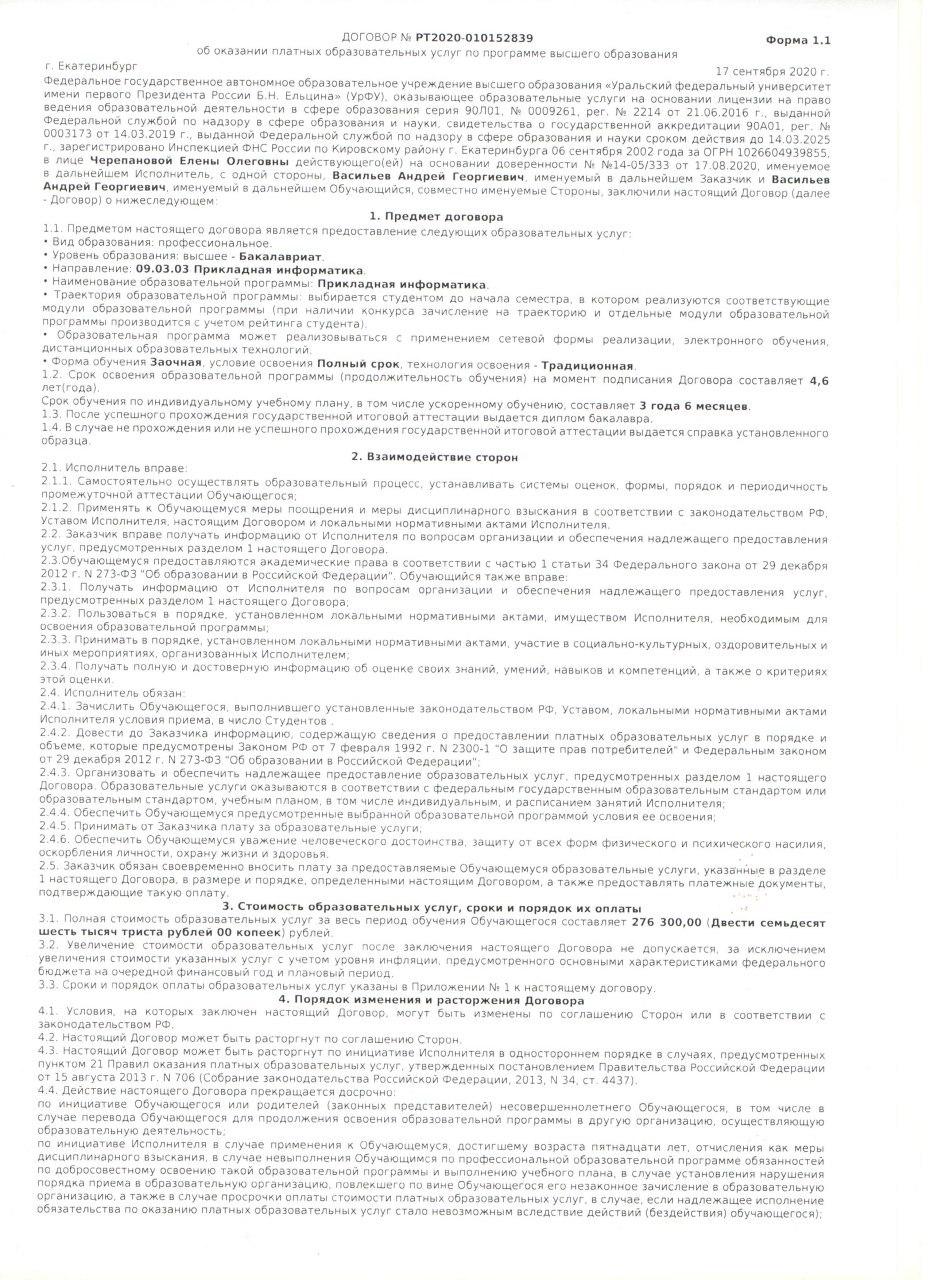 ДОГОВОР № РТ2020-010152839
Форма 1.1
об оказании платных образовательных услуг по программе высшего образования
г. Екатеринбург
17 сентября 2020 г.
Федеральное государственное автономное образовательное учреждение высшего образования «Уральский федеральный университет
имени первого Президента России Б.Н. Ельцина» (УрФУ), оказывающее образовательные услуги на основании лицензии на право
ведения образовательной деятельности в сфере образования серия 90Л01, № 0009261, рег. № 2214 от 21.06.2016 г., выданной
Федеральной службой по надзору в сфере образования и науки, свидетельства о государственной аккредитации 90А01, рег. №
0003173 от 14.03.2019 г., выданной Федеральной службой по надзору в сфере образования и науки сроком действия до 14.03.2025
г., зарегистрировано Инспекцией ФНС России по Кировскому району г. Екатеринбурга 06 сентября 2002 года за ОГРН 1026604939855,
в лице Черепановой Елены Олеговны действующего(ей) на основании доверенности № №14-05/333 от 17.08.2020, именуемое
в дальнейшем Исполнитель, с одной стороны, Васильев Андрей Георгиевич, именуемый в дальнейшем Заказчик и Васильев
Андрей Георгиевич, именуемый в дальнейшем Обучающийся, совместно именуемые Стороны, заключили настоящий Договор (далее
- Договор) о нижеследующем:
1. Предмет договора
1.1. Предметом настоящего договора является предоставление следующих образовательных услуг:
• Вид образования: профессиональное.
• Уровень образования: высшее - Бакалавриат.
• Направление: 09.03.03 Прикладная информатика.
• Наименование образовательной программы: Прикладная информатика.
• Траектория образовательной программы: выбирается студентом до начала семестра, в котором реализуются соответствующие
модули образовательной программы (при наличии конкурса зачисление на траекторию и отдельные модули образовательной
программы производится с учетом рейтинга студента).
• Образовательная программа может реализовываться с применением сетевой формы реализации, электронного обучения,
дистанционных образовательных технологий.
• Форма обучения Заочная, условие освоения Полный срок, технология освоения - Традиционная.
1.2. Срок освоения образовательной программы (продолжительность обучения) на момент подписания Договора составляет 4,6
лет(года).
Срок обучения по индивидуальному учебному плану, в том числе ускоренному обучению, составляет 3 года 6 месяцев.
1.3. После успешного прохождения государственной итоговой аттестации выдается диплом бакалавра.
1.4. В случае не прохождения или не успешного прохождения государственной итоговой аттестации выдается справка установленного
образца.
2. Взаимодействие сторон
2.1. Исполнитель вправе:
2.1.1. Самостоятельно осуществлять образовательный процесс, устанавливать системы оценок, формы, порядок и периодичность
промежуточной аттестации Обучающегося;
2.1.2. Применять к Обучающемуся меры поощрения и меры дисциплинарного взыскания в соответствии с законодательством РФ,
Уставом Исполнителя, настоящим Договором и локальными нормативными актами Исполнителя.
2.2. Заказчик вправе получать информацию от Исполнителя по вопросам организации и обеспечения надлежащего предоставления
услуг, предусмотренных разделом 1 настоящего Договора.
2.3.Обучающемуся предоставляются академические права в соответствии с частью 1 статьи 34 Федерального закона от 29 декабря
2012 г. N 273-ФЗ "Об образовании в Российской Федерации". Обучающийся также вправе:
2.3.1. Получать информацию от Исполнителя по вопросам организации и обеспечения надлежащего предоставления услуг,
предусмотренных разделом 1 настоящего Договора;
2.3.2. Пользоваться в порядке, установленном локальными нормативными актами, имуществом Исполнителя, необходимым для
освоения образовательной программы;
2.3.3. Принимать в порядке, установленном локальными нормативными актами, участие в социально-культурных, оздоровительных и
иных мероприятиях, организованных Исполнителем;
2.3.4. Получать полную и достоверную информацию об оценке своих знаний, умений, навыков и компетенций, а также о критериях
этой оценки.
2.4. Исполнитель обязан:
2.4.1. Зачислить Обучающегося, выполнившего установленные законодательством РФ, Уставом, локальными нормативными актами
Исполнителя условия приема, в число Студентов .
2.4.2. Довести до Заказчика информацию, содержащую сведения о предоставлении платных образовательных услуг в порядке и
объеме, которые предусмотрены Законом РФ от 7 февраля 1992 г. N 2300-1 "О защите прав потребителей" и Федеральным законом
от 29 декабря 2012 г. N 273-ФЗ "Об образовании в Российской Федерации";
2.4.3. Организовать и обеспечить надлежащее предоставление образовательных услуг, предусмотренных разделом 1 настоящего
Договора. Образовательные услуги оказываются в соответствии с федеральным государственным образовательным стандартом или
образовательным стандартом, учебным планом, в том числе индивидуальным, и расписанием занятий Исполнителя;
2.4.4. Обеспечить Обучающемуся предусмотренные выбранной образовательной программой условия ее освоения;
2.4.5. Принимать от Заказчика плату за образовательные услуги;
2.4.6. Обеспечить Обучающемуся уважение человеческого достоинства, защиту от всех форм физического и психического насилия,
оскорбления личности, охрану жизни и здоровья.
2.5. Заказчик обязан своевременно вносить плату за предоставляемые Обучающемуся образовательные услуги, указанные в разделе
1 настоящего Договора, в размере и порядке, определенными настоящим Договором, а также предоставлять платежные документы,
подтверждающие такую оплату.
3. Стоимость образовательных услуг, сроки и порядок их оплаты
3.1. Полная стоимость образовательных услуг за весь период обучения Обучающегося составляет 276 300,00 (Двести семьдесят
шесть тысяч триста рублей 00 копеек) рублей.
3.2. Увеличение стоимости образовательных услуг после заключения настоящего Договора не допускается, за исключением
увеличения стоимости указанных услуг с учетом уровня инфляции, предусмотренного основными характеристиками федерального
бюджета на очередной финансовый год и плановый период.
3.3. Сроки и порядок оплаты образовательных услуг указаны в Приложении № 1 к настоящему договору.
4. Порядок изменения и расторжения Договора
4.1. Условия, на которых заключен настоящий Договор, могут быть изменены по соглашению Сторон или в соответствии с
законодательством РФ.
4.2. Настоящий Договор может быть расторгнут по соглашению Сторон.
4.3. Настоящий Договор может быть расторгнут по инициативе Исполнителя в одностороннем порядке в случаях, предусмотренных
пунктом 21 Правил оказания платных образовательных услуг, утвержденных постановлением Правительства Российской Федерации
от 15 августа 2013 г. N 706 (Собрание законодательства Российской Федерации, 2013, N 34, ст. 4437).
4.4. Действие настоящего Договора прекращается досрочно:
по инициативе Обучающегося или родителей (законных представителей) несовершеннолетнего Обучающегося, в том числе в
случае перевода Обучающегося для продолжения освоения образовательной программы в другую организацию, осуществляющую
образовательную деятельность;
по инициативе Исполнителя в случае применения к Обучающемуся, достигшему возраста пятнадцати лет, отчисления как меры
дисциплинарного взыскания, в случае невыполнения Обучающимся по профессиональной образовательной программе обязанностей
по добросовестному освоению такой образовательной программы и выполнению учебного плана, в случае установления нарушения
порядка приема в образовательную организацию, повлекшего по вине Обучающегося его незаконное зачисление в образовательную
организацию, а также в случае просрочки оплаты стоимости платных образовательных услуг, в случае, если надлежащее исполнение
обязательства по оказанию платных образовательных услуг стало невозможным вследствие действий (бездействия) обучающегося);